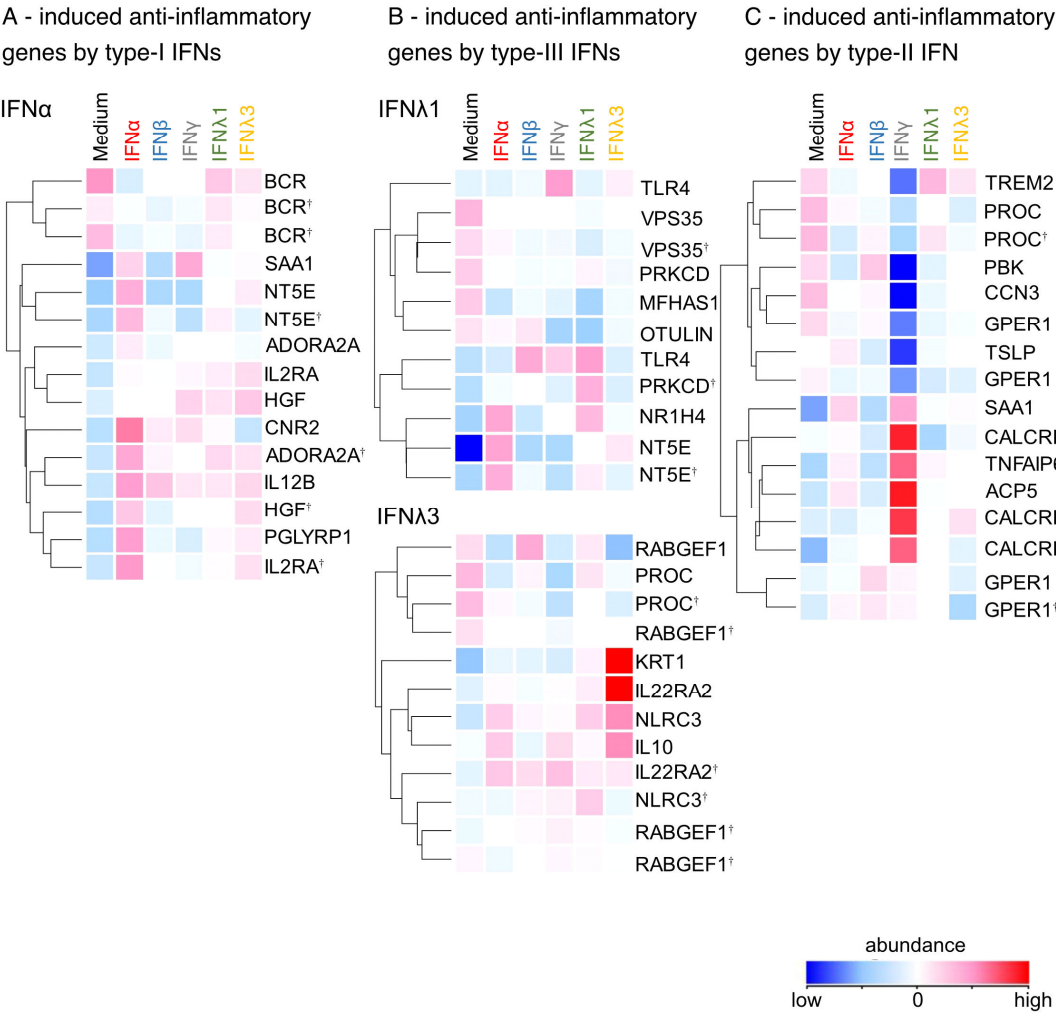 A - induced anti-inflammatory
genes by type-I IFNs
IFNα
Medium
IFNα
IFNβ
IFNγ
IFNλ1
IFNλ3
BCR
BCR†
BCR†
SAA1
NT5E
NT5E†
ADORA2A
IL2RA
HGF
CNR2
ADORA2A†
IL12B
HGF†
PGLYRP1
IL2RA†
B - induced anti-inflammatory
genes by type-III IFNs
IFNλ1
Medium
IFNα
IFNβ
IFNγ
IFNλ1
IFNλ3
TLR4
VPS35
VPS35†
PRKCD
MFHAS1
OTULIN
TLR4
PRKCD†
NR1H4
NT5E
NT5E†
IFNλ3
RABGEF1
PROC
PROC†
RABGEF1†
KRT1
IL22RA2
NLRC3
IL10
IL22RA2†
NLRC3†
RABGEF1†
RABGEF1†
C - induced anti-inflammatory
genes by type-II IFN
Medium
IFNα
IFNβ
IFNγ
IFNλ1
IFNλ3
TREM2
PROC
PROC†
PBK
CCN3
GPER1
TSLP
GPER1
SAA1
CALCRL
TNFAIP6
ACP5
CALCRL
CALCRL
GPER1
GPER1†
abundance
low 0 high